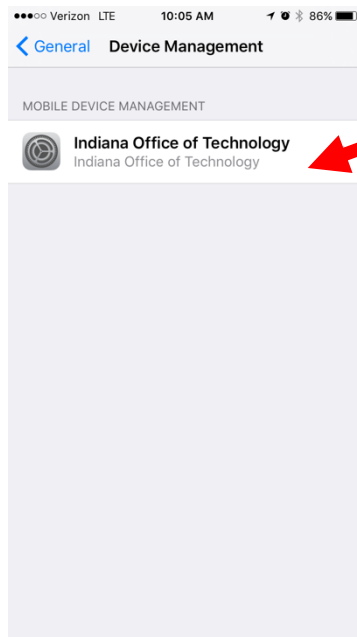 Verizon LTE 10:05 AM 86%
General Device Management
MOBILE DEVICE MANAGEMENT
Indiana Office of Technology
Indiana Office of Technology